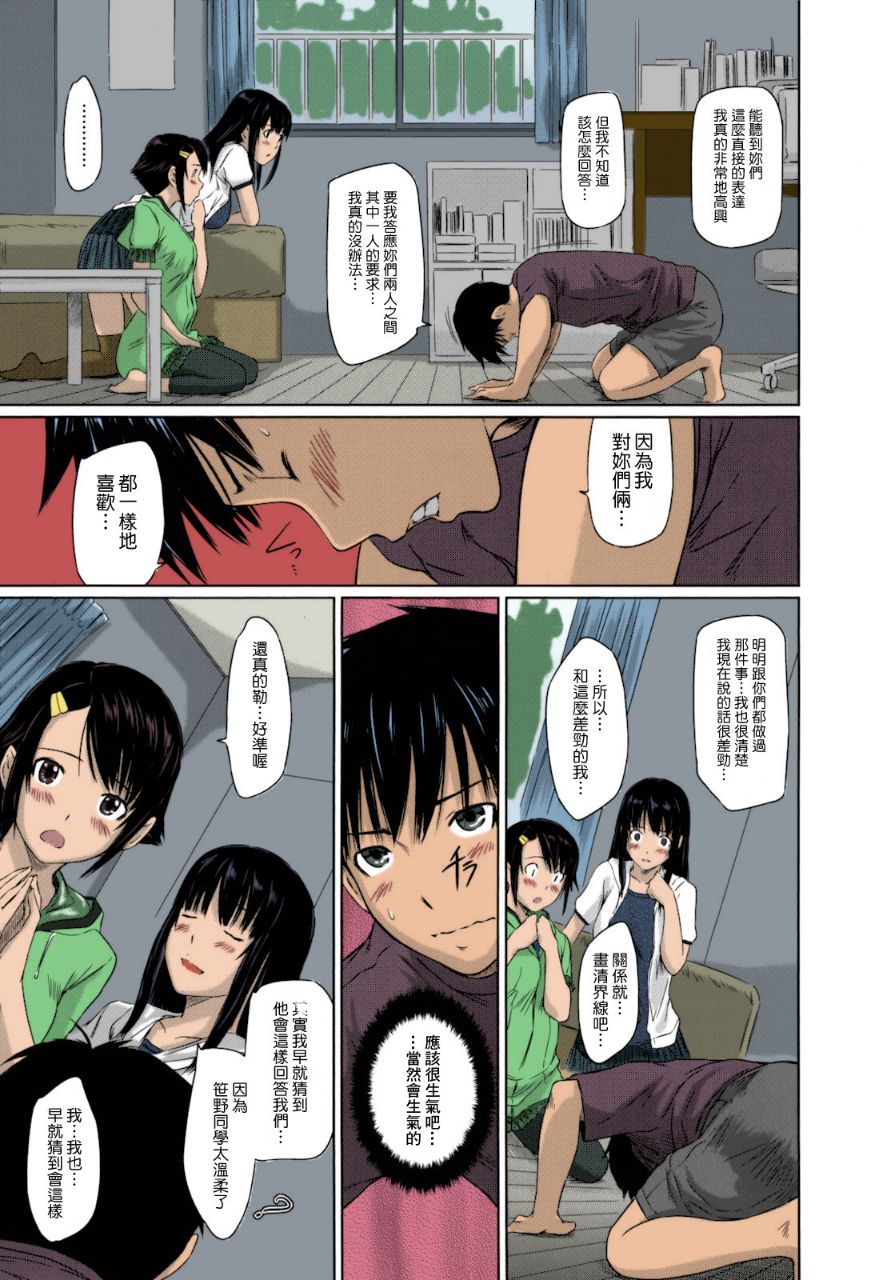 能聽到妳們
這麼直接的表達
我真的非常地高興
但我不知道
該怎麼回答…
要我答應妳們兩人之間
其中一人的要求…
我真的沒辦法…
………
因為我
對妳們倆…
都一樣地
喜歡…
明明跟你們都做過
那件事…我也很清楚
我現在說的話很差勁…
…所以…
和這麼差勁的我…
關係就…
畫清界線吧…
チラ
應該很生氣吧…
…當然會生氣的
還真的勒…好準喔
其實我早就猜到
他會這樣回答我們…
因為
笹野同學太溫柔了
我…我也…
早就猜到會這樣